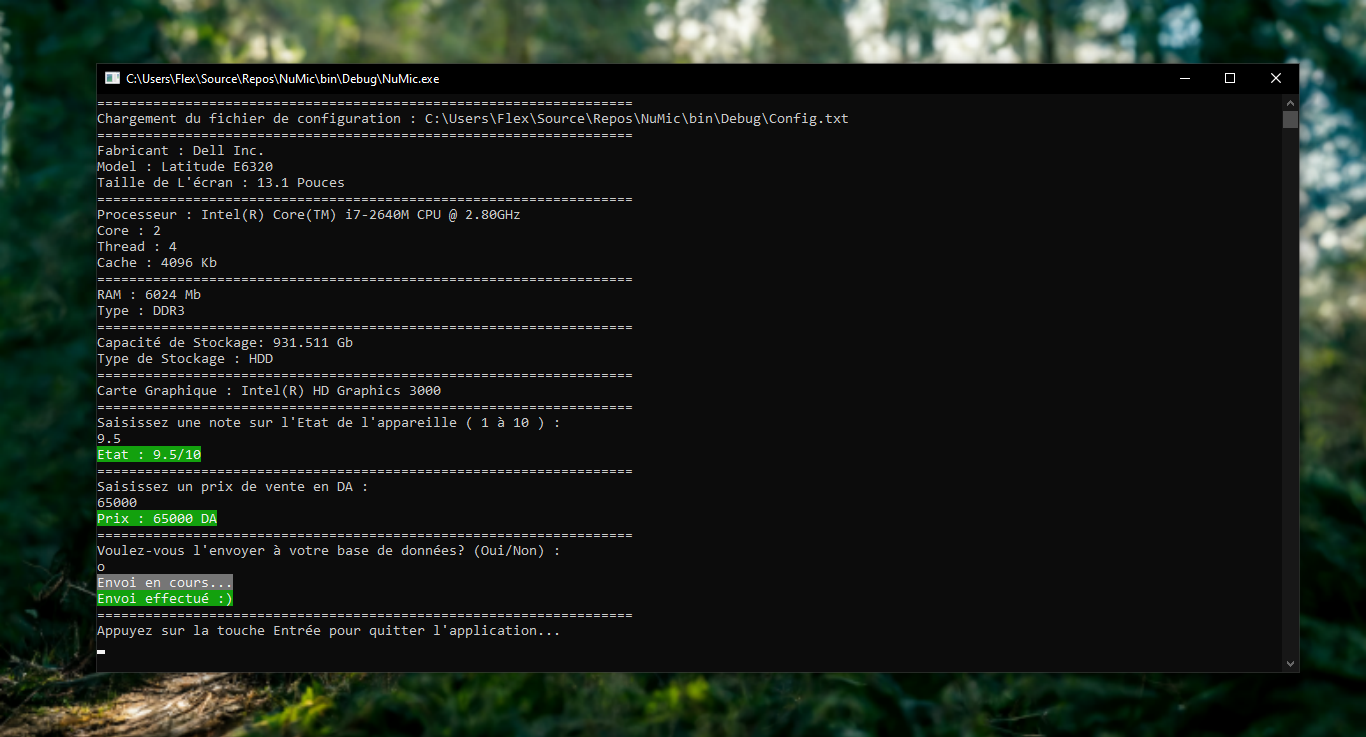 C:\Users\Flex\Source\Repos\NuMic\bin\Debug\NuMic.exe
===================================================================
Chargement du fichier de configuration : C:\Users\Flex\Source\Repos\NuMic\bin\Debug\Config.txt
===================================================================
Fabricant : Dell Inc.
Model : Latitude E6320
Taille de L'écran : 13.1 Pouces
===================================================================
Processeur : Intel(R) Core(TM) i7-2640M CPU @ 2.80GHz
Core : 2
Thread : 4
Cache : 4096 Kb
===================================================================
RAM : 6024 Mb
Type : DDR3
===================================================================
Capacité de Stockage: 931.511 Gb
Type de Stockage : HDD
===================================================================
Carte Graphique : Intel(R) HD Graphics 3000
===================================================================
Saisissez une note sur l'Etat de l'appareille ( 1 à 10 ) :
9.5
Etat : 9.5/10
===================================================================
Saisissez un prix de vente en DA :
65000
Prix : 65000 DA
===================================================================
Voulez-vous l'envoyer à votre base de données? (Oui/Non) :
o
Envoi en cours...
Envoi effectué :)
===================================================================
Appuyez sur la touche Entrée pour quitter l'application...